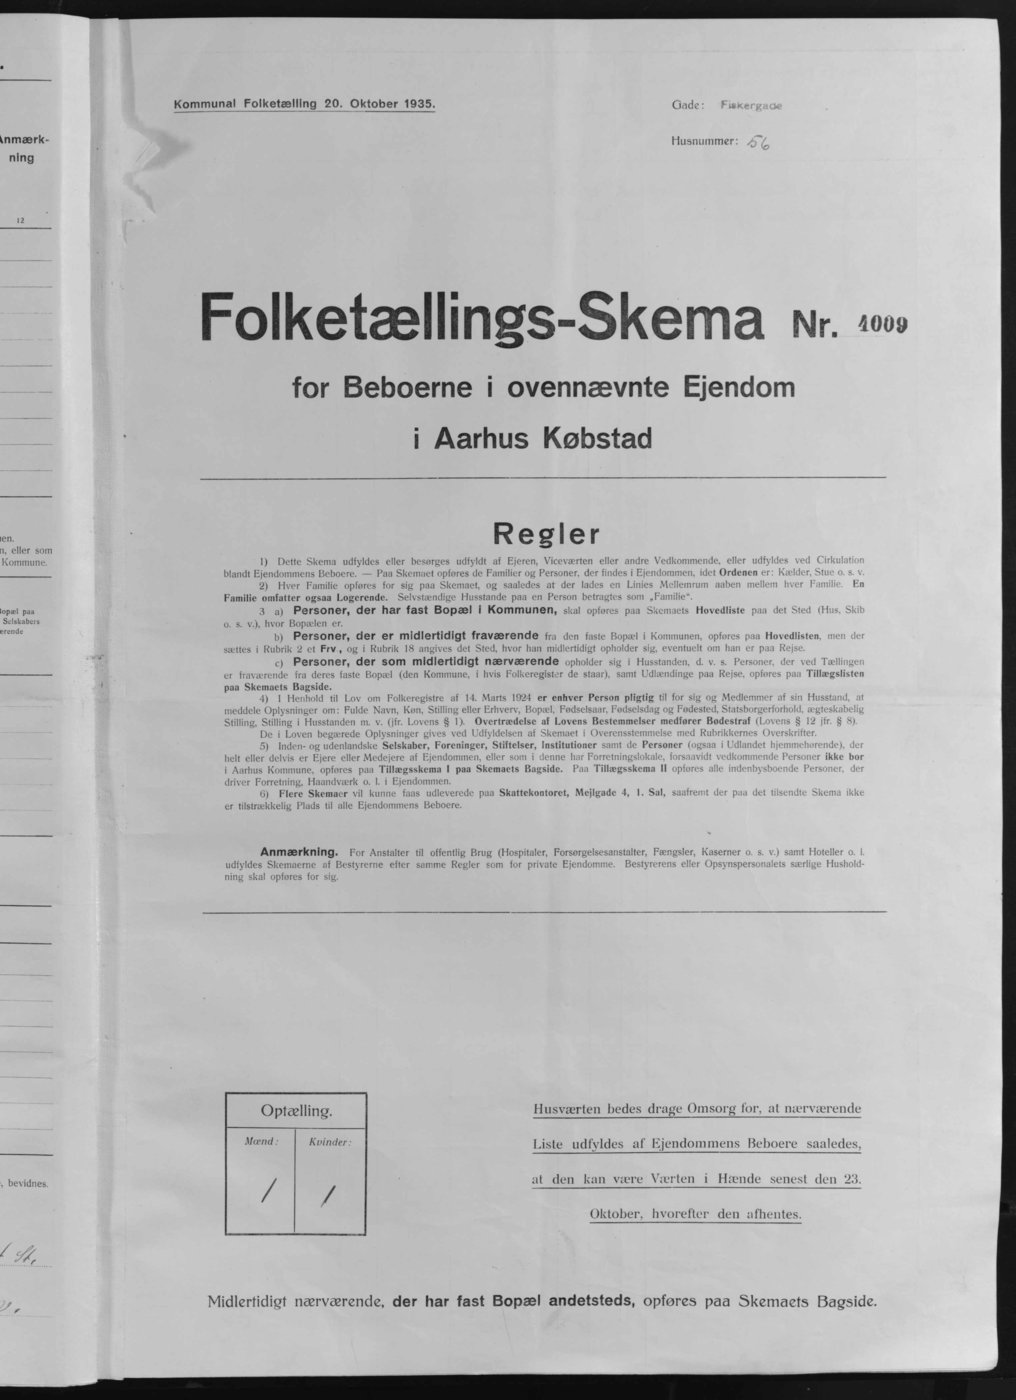 Anmærk-
ning
12
en, eller som
Kommune.
Bopæl paa
Selskabers
ærende
, bevidnes.
St.
Kommunal Folketælling 20. Oktober 1935.
Gade: Fiskergade
Husnummer: 56
Folketællings-Skema Nr. 4009
for Beboerne i ovennævnte Ejendom
i Aarhus Købstad
Regler
1) Dette Skema udfyldes eller besørges udfyldt af Ejeren, Viceværten eller andre Vedkommende, eller udfyldes ved Cirkulation
blandt Ejendommens Beboere. — Paa Skemaet opføres de Familier og Personer, der findes i Ejendommen, idet Ordenen er: Kælder, Stue o. s. v.
2) Hver Familie opføres for sig paa Skemaet, og saaledes at der lades en Linies Mellemrum aaben mellem hver Familie. En
Familie omfatter ogsaa Logerende. Selvstændige Husstande paa en Person betragtes som „Familie".
3 a) Personer, der har fast Bopæl i Kommunen, skal opføres paa Skemaets Hovedliste paa det Sted (Hus, Skib
o. s. v.), hvor Bopælen er.
b) Personer, der er midlertidigt fraværende fra den faste Bopæl i Kommunen, opføres paa Hovedlisten, men der
sættes i Rubrik 2 et Frv., og i Rubrik 18 angives det Sted, hvor han midlertidigt opholder sig, eventuelt om han er paa Rejse.
c) Personer, der som midlertidigt nærværende opholder sig i Husstanden, d. v. s. Personer, der ved Tællingen
er fraværende fra deres faste Bopæl (den Kommune, i hvis Folkeregister de staar), samt Udlændinge paa Rejse, opføres paa Tillægslisten
paa Skemaets Bagside.
4) I Henhold til Lov om Folkeregistre af 14. Marts 1924 er enhver Person pligtig til for sig og Medlemmer af sin Husstand, at
meddele Oplysninger om: Fulde Navn, Køn, Stilling eller Erhverv, Bopæl, Fødselsaar, Fødselsdag og Fødested, Statsborgerforhold, ægteskabelig
Stilling, Stilling i Husstanden m. v. (jfr. Lovens § 1). Overtrædelse af Lovens Bestemmelser medfører Bødestraf (Lovens § 12 jfr. § 8).
De i Loven begærede Oplysninger gives ved Udfyldelsen af Skemaet i Overensstemmelse med Rubrikkernes Overskrifter.
5) Inden- og udenlandske Selskaber, Foreninger, Stiftelser, Institutioner samt de Personer (ogsaa i Udlandet hjemmehørende), der
helt eller delvis er Ejere eller Medejere af Ejendommen, eller som i denne har Forretningslokale, forsaavidt vedkommende Personer ikke bor
i Aarhus Kommune, opføres paa Tillægsskema I paa Skemaets Bagside. Paa Tillægsskema II opføres alle indenbysboende Personer, der
driver Forretning, Haandværk o. l. i Ejendommen.
6) Flere Skemaer vil kunne faas udleverede paa Skattekontoret, Mejlgade 4, 1. Sal, saafremt der paa det tilsendte Skema ikke
er tilstrækkelig Plads til alle Ejendommens Beboere.
Anmærkning. For Anstalter til offentlig Brug (Hospitaler, Forsørgelsesanstalter, Fængsler, Kaserner o. s. v.) samt Hoteller o. l.
udfyldes Skemaerne af Bestyrerne efter samme Regler som for private Ejendomme. Bestyrerens eller Opsynspersonalets særlige Hushold-
ning skal opføres for sig.
Optælling.
Mænd: Kvinder:
/ /
Husværten bedes drage Omsorg for, at nærværende
Liste udfyldes af Ejendommens Beboere saaledes,
at den kan være Værten i Hænde senest den 23.
Oktober, hvorefter den afhentes.
Midlertidigt nærværende, der har fast Bopæl andetsteds, opføres paa Skemaets Bagside.